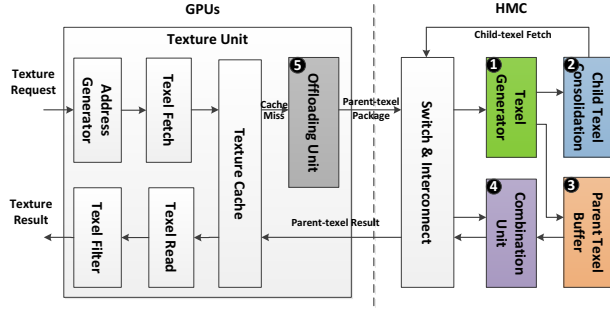 GPUs
HMC
Texture Unit
Child-texel Fetch
Texture
Request
Address
Generator
Texel Fetch
Texture Cache
Cache
Miss
5
Offloading Unit
Parent-texel
Package
Switch & Interconnect
1
Texel
Generator
2
Child Texel
Consolidation
Texture
Result
Texel Filter
Texel Read
Parent-texel Result
4
Combination
Unit
3
Parent Texel
Buffer